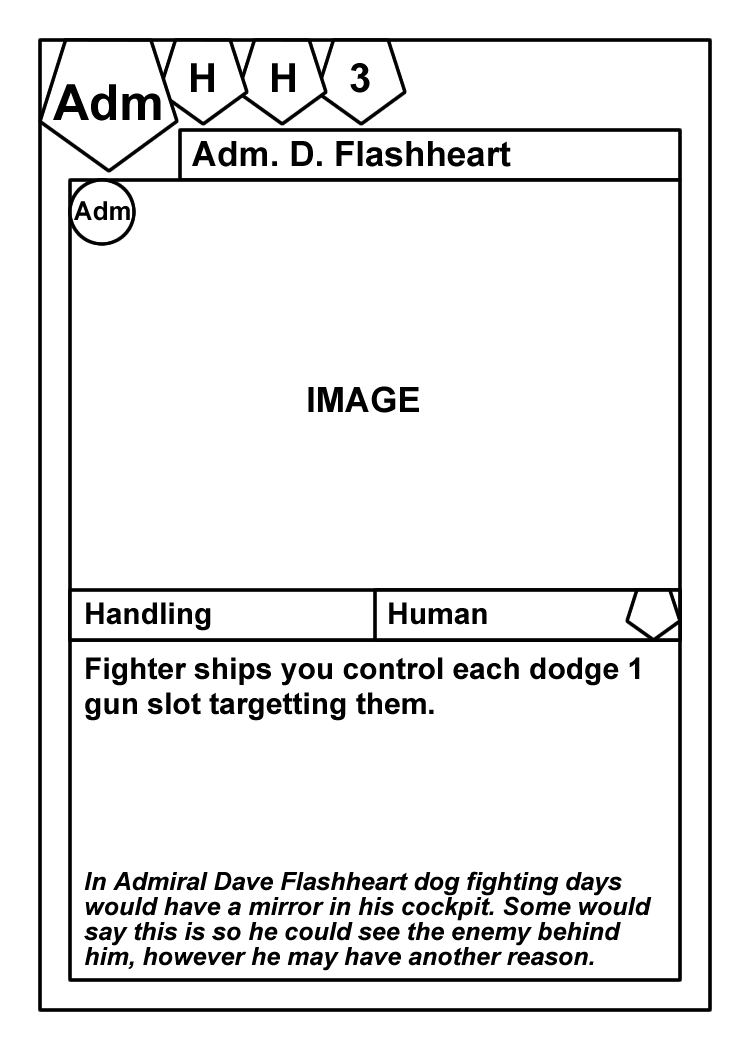 Adm H H 3
Adm. D. Flashheart
Adm
IMAGE
Handling Human
Fighter ships you control each dodge 1
gun slot targetting them.
In Admiral Dave Flashheart dog fighting days
would have a mirror in his cockpit. Some would
say this is so he could see the enemy behind
him, however he may have another reason.